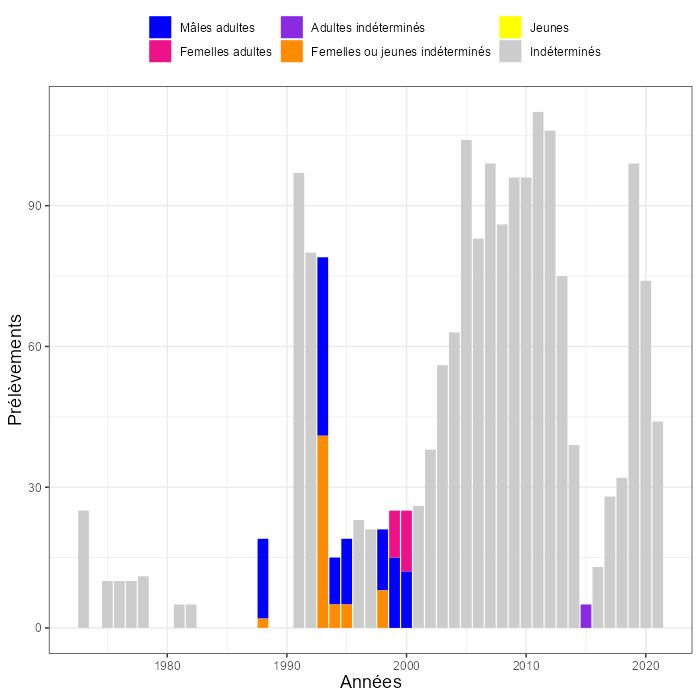 Mâles adultes
Adultes indéterminés
Jeunes
Femelles adultes
Femelles ou jeunes indéterminés
Indéterminés
Prélèvements
90
60
30
0
1980
1990
2000
2010
2020
Années